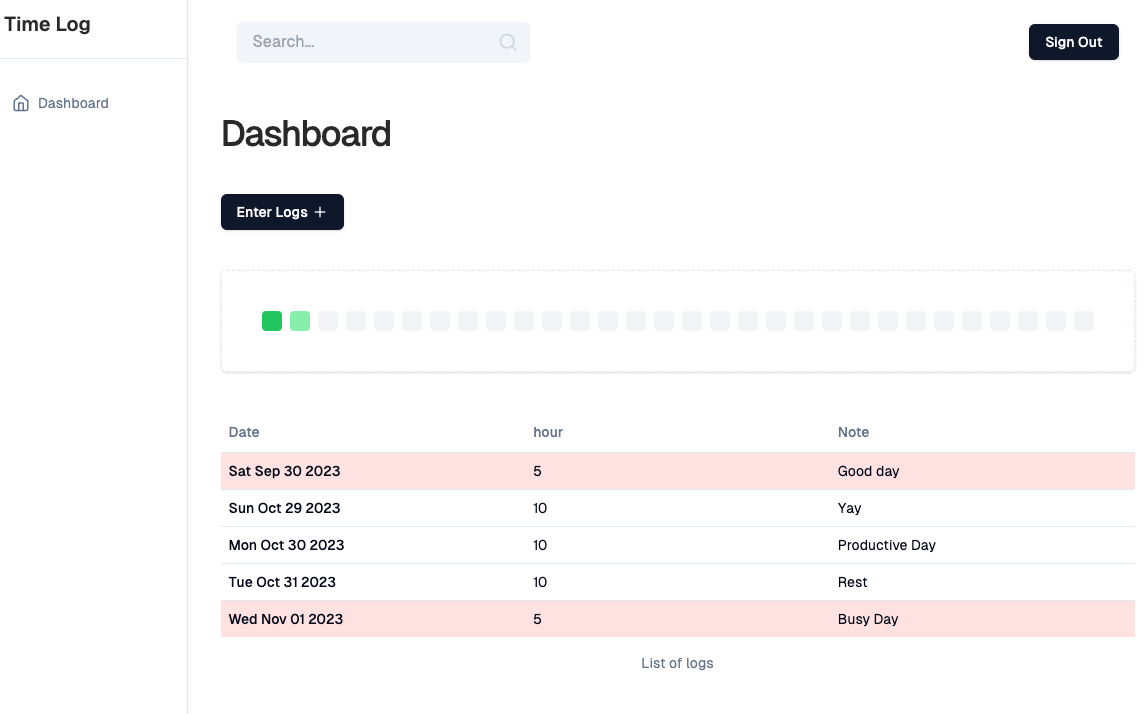 Time Log
Search...
Sign Out
Dashboard
Dashboard
Enter Logs +
Date hour Note
Sat Sep 30 2023 5 Good day
Sun Oct 29 2023 10 Yay
Mon Oct 30 2023 10 Productive Day
Tue Oct 31 2023 10 Rest
Wed Nov 01 2023 5 Busy Day
List of logs